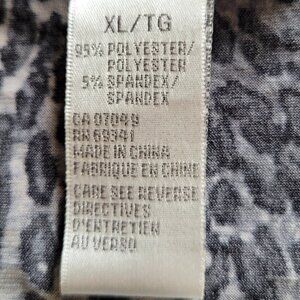 XL/TG
95% POLYESTER/
POLYESTER
5% SPANDEX/
SPANDEX
CA 07049
RN 69941
MADE IN CHINA
FABRIQUE EN CHINE
CARE SEE REVERSE
DIRECTIVES
D'ENTRETIEN
AU VERSO